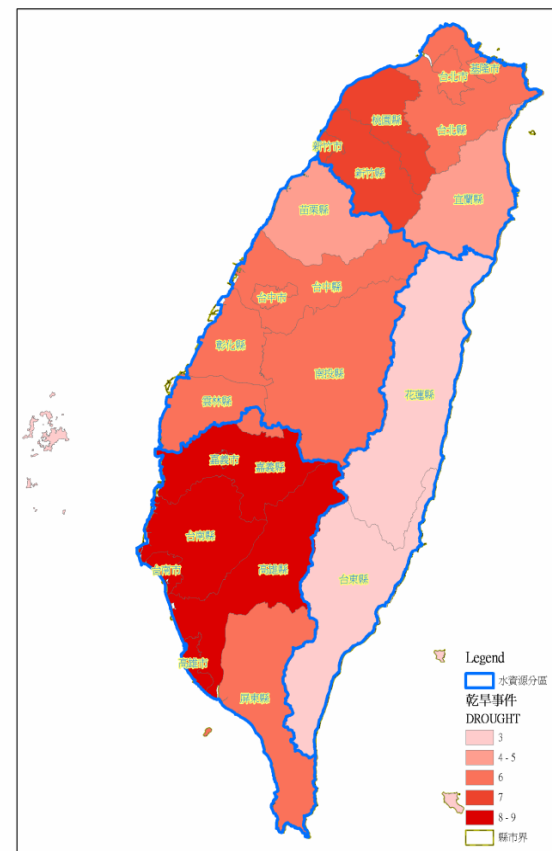 基隆市
台北市
桃園縣
台北縣
新竹市
新竹縣
宜蘭縣
苗栗縣
台中縣
台中市
彰化縣
南投縣
花蓮縣
雲林縣
嘉義市
嘉義縣
台南縣
台南市
高雄縣
台東縣
高雄市
屏東縣
Legend
水資源分區
乾旱事件
DROUGHT
3
4 - 5
6
7
8 - 9
縣市界